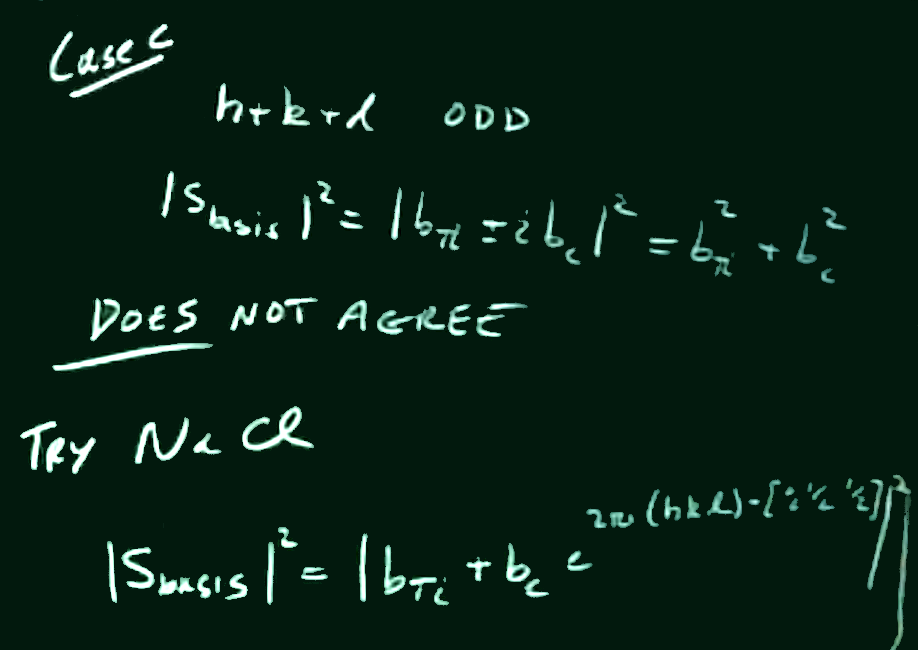 Case C
h+k+l ODD
|S_basis|² = |b_Ti ± i b_c|² = b_Ti² + b_c²
DOES NOT AGREE
TRY NaCl
|S_basis|² = |b_Ti + b_c e^{2πi (hkl)·[½ ½ ½]}|²